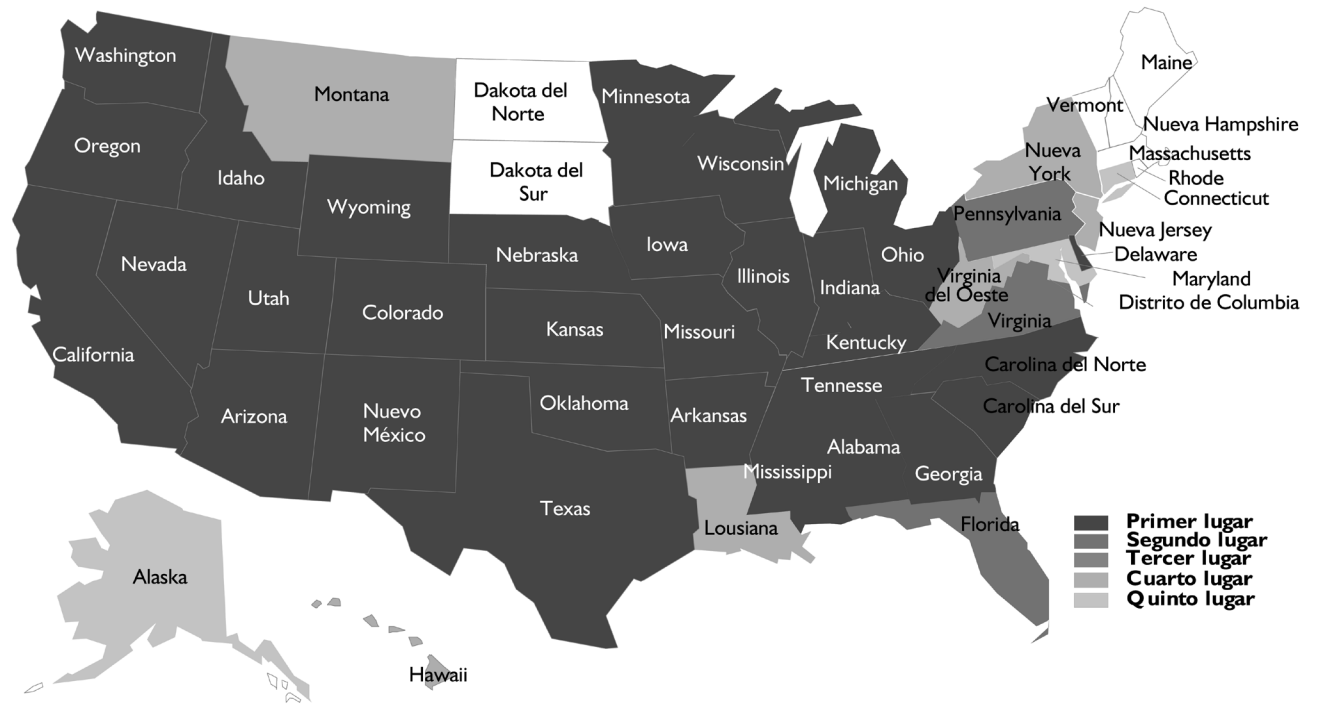 Washington
Montana
Dakota del
Norte
Minnesota
Maine
Vermont
Nueva Hampshire
Oregon
Idaho
Wyoming
Dakota del
Sur
Wisconsin
Michigan
Nueva
York
Massachusetts
Rhode
Connecticut
Pennsylvania
Nueva Jersey
Delaware
Maryland
Distrito de Columbia
Nevada
Utah
Colorado
Nebraska
Iowa
Illinois
Indiana
Ohio
Virginia
del Oeste
Virginia
California
Kansas
Missouri
Kentucky
Carolina del Norte
Carolina del Sur
Tennesse
Arizona
Nuevo
México
Oklahoma
Arkansas
Alabama
Mississippi
Georgia
Texas
Lousiana
Florida
Alaska
Hawaii
Primer lugar
Segundo lugar
Tercer lugar
Cuarto lugar
Quinto lugar